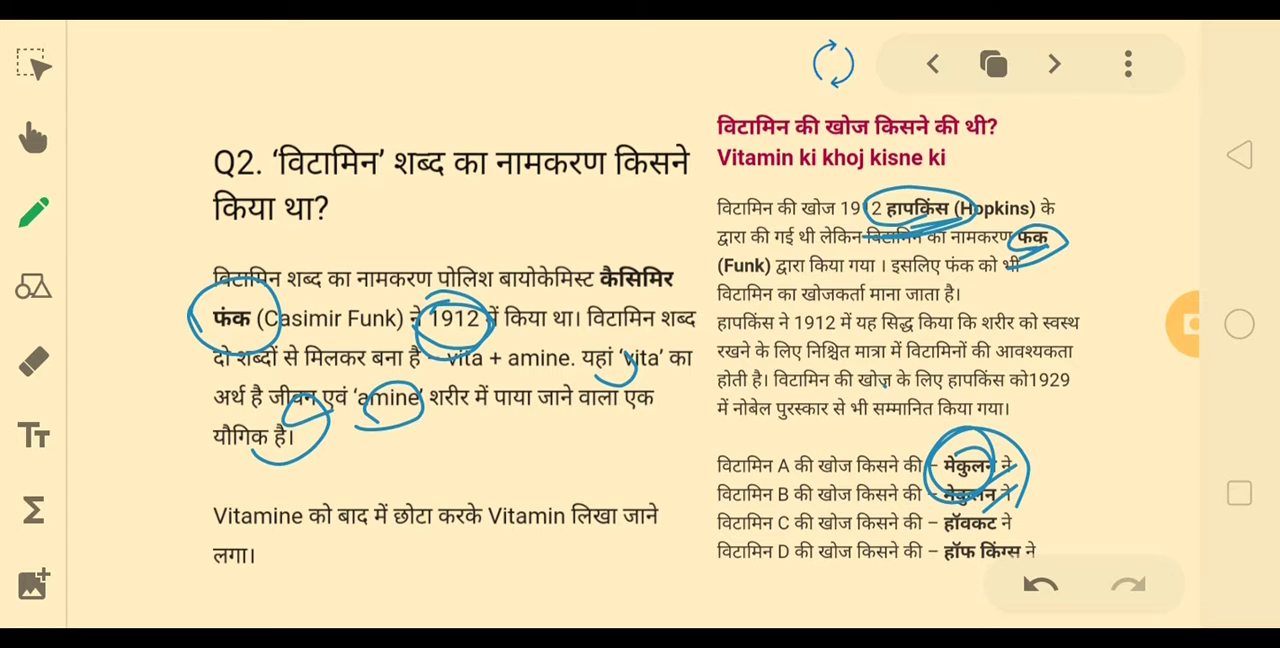 Q2. ‘विटामिन’ शब्द का नामकरण किसने
किया था?
विटामिन शब्द का नामकरण पोलिश बायोकेमिस्ट कैसिमिर
फंक (Casimir Funk) ने 1912 में किया था। विटामिन शब्द
दो शब्दों से मिलकर बना है – vita + amine. यहां ‘vita’ का
अर्थ है जीवन एवं ‘amine’ शरीर में पाया जाने वाला एक
यौगिक है।
Vitamine को बाद में छोटा करके Vitamin लिखा जाने
लगा।
विटामिन की खोज किसने की थी?
Vitamin ki khoj kisne ki
विटामिन की खोज 1912 हापकिंस (Hopkins) के
द्वारा की गई थी लेकिन विटामिन का नामकरण फंक
(Funk) द्वारा किया गया । इसलिए फंक को भी
विटामिन का खोजकर्ता माना जाता है।
हापकिंस ने 1912 में यह सिद्ध किया कि शरीर को स्वस्थ
रखने के लिए निश्चित मात्रा में विटामिनों की आवश्यकता
होती है। विटामिन की खोज के लिए हापकिंस को1929
में नोबेल पुरस्कार से भी सम्मानित किया गया।
विटामिन A की खोज किसने की – मेकुलन ने
विटामिन B की खोज किसने की – मेकुलन ने
विटामिन C की खोज किसने की – हॉवकट ने
विटामिन D की खोज किसने की – हॉफ किंग्स ने
Tт
Σ